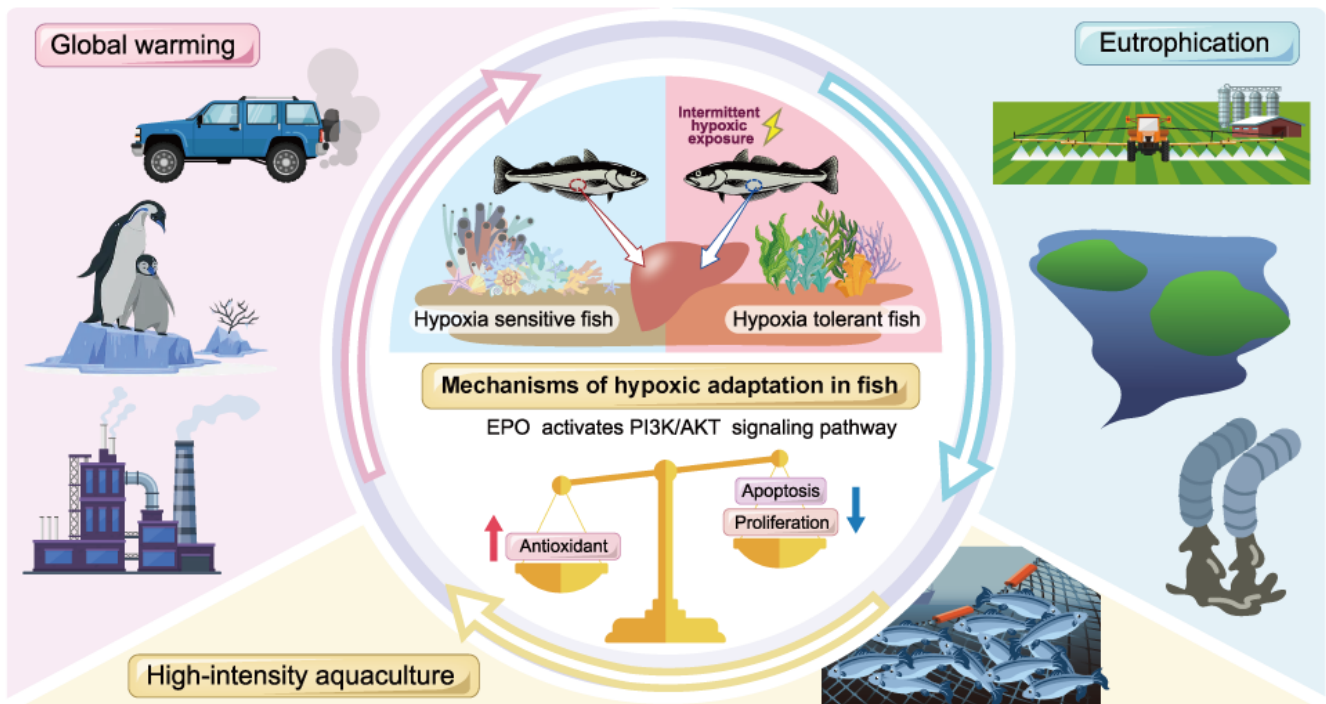 Global warming
Eutrophication
Intermittent
hypoxic
exposure
Hypoxia sensitive fish
Hypoxia tolerant fish
Mechanisms of hypoxic adaptation in fish
EPO activates PI3K/AKT signaling pathway
Apoptosis
Proliferation
Antioxidant
High-intensity aquaculture